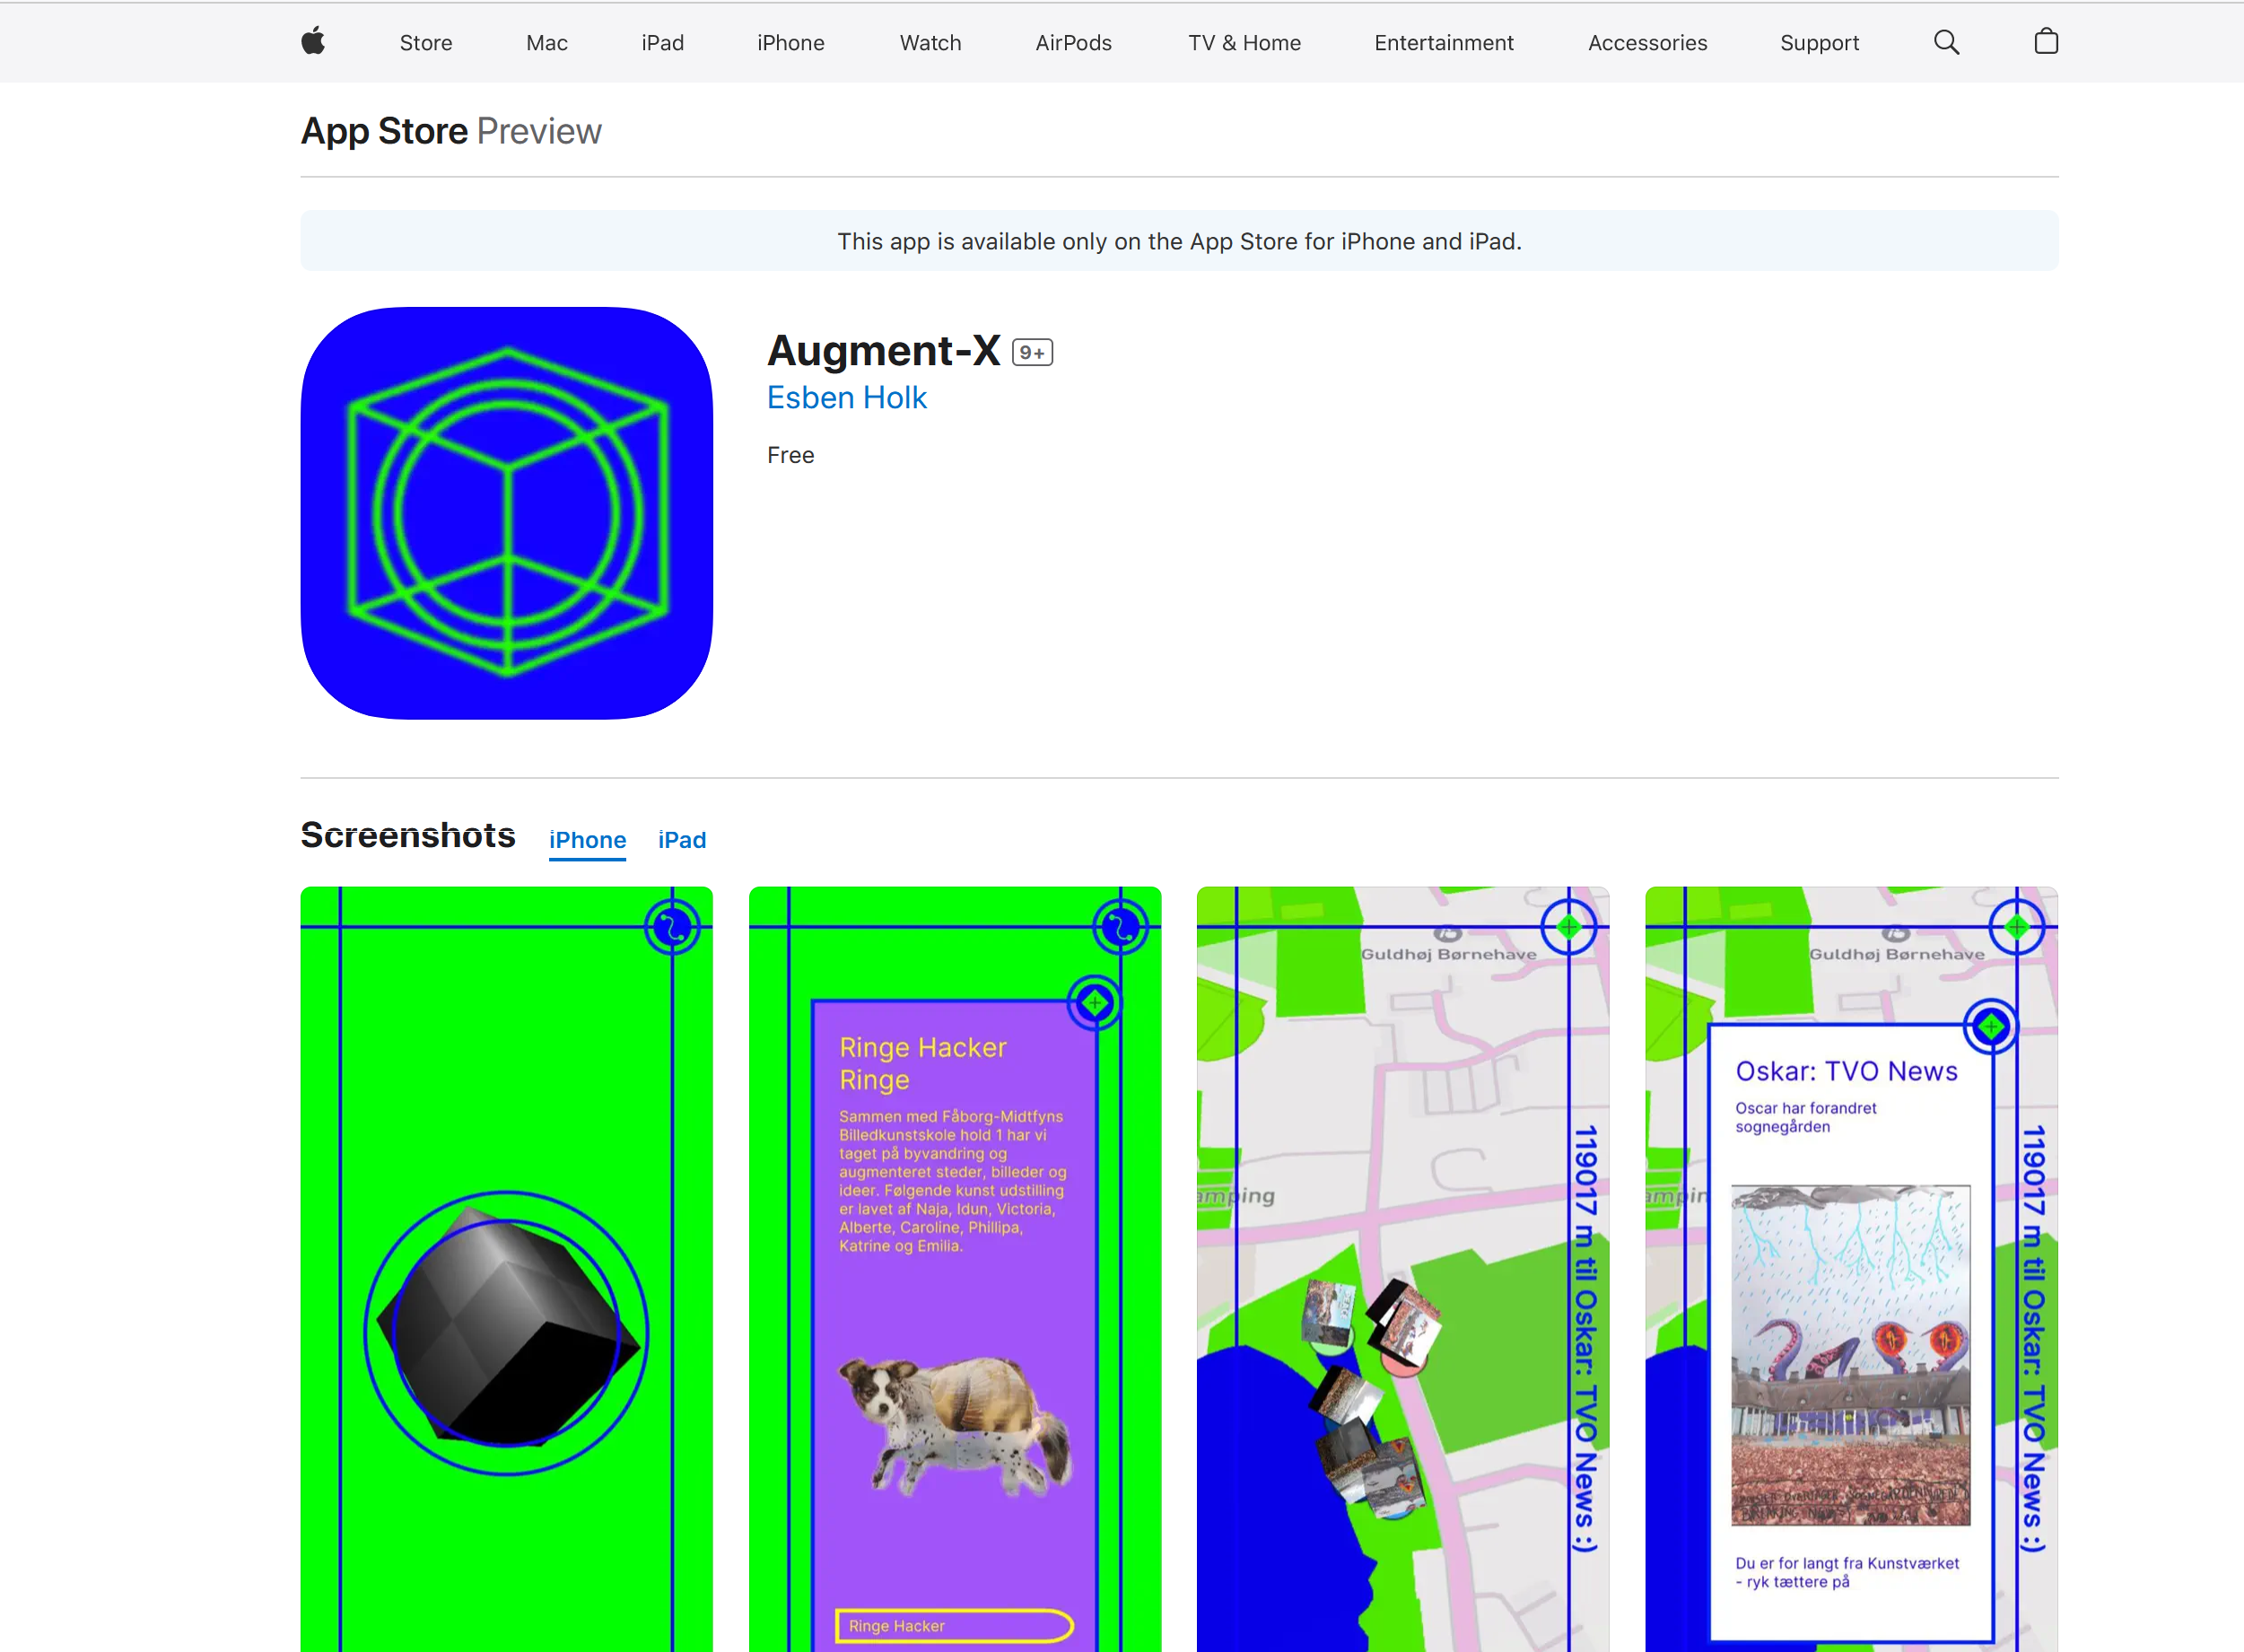 Store Mac iPad iPhone Watch AirPods TV & Home Entertainment Accessories Support
App Store Preview
This app is available only on the App Store for iPhone and iPad.
Augment-X 9+
Esben Holk
Free
Screenshots iPhone iPad
Ringe Hacker
Ringe
Sammen med Fåborg-Midtfyns
Billedkunstskole hold 1 har vi
taget på byvandring og
augmenteret steder, billeder og
ideer. Følgende kunst udstilling
er lavet af Naja, Idun, Victoria,
Alberte, Caroline, Phillipa,
Katrine og Emilia.
Ringe Hacker
Guldhøj Børnehave
amping
119017 m til Oskar: TVO News :)
Guldhøj Børnehave
ampin
Oskar: TVO News
Oscar har forandret
sognegården
BREAKING NEWS
Du er for langt fra Kunstværket
- ryk tættere på
119017 m til Oskar: TVO News :)